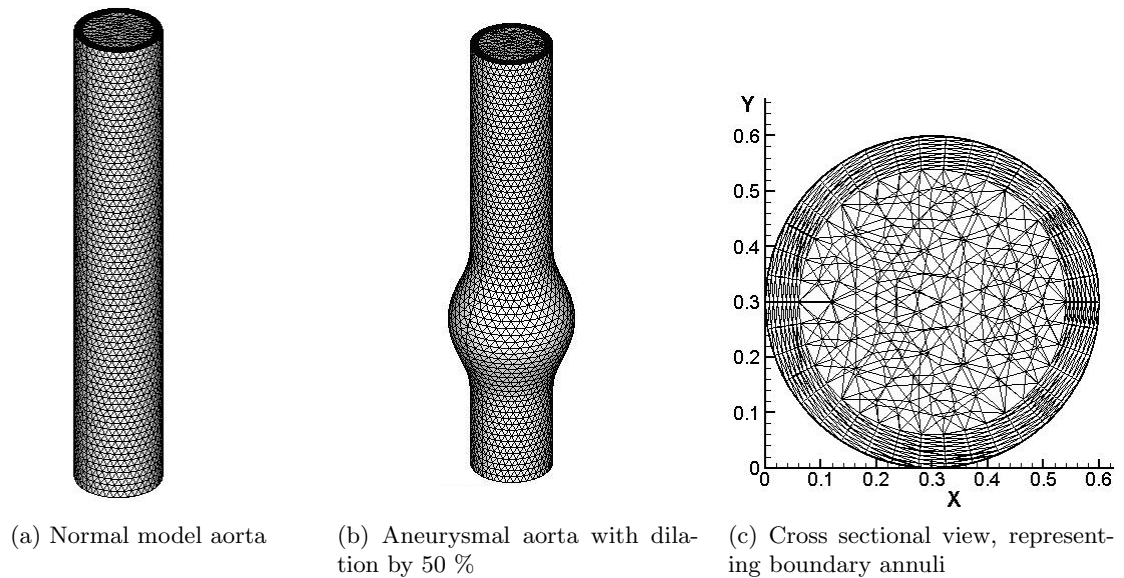 Y
0.6
0.5
0.4
0.3
0.2
0.1
0
0 0.1 0.2 0.3 0.4 0.5 0.6
X
(a) Normal model aorta
(b) Aneurysmal aorta with dila-
tion by 50 %
(c) Cross sectional view, represent-
ing boundary annuli